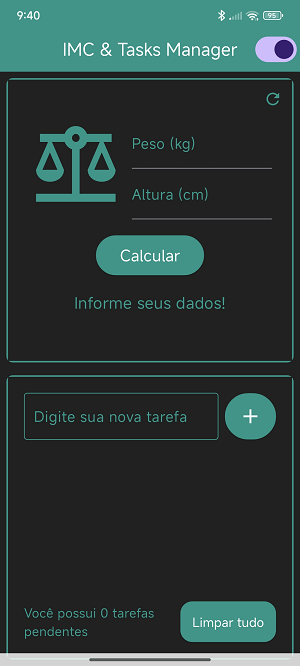 9:40
95
IMC & Tasks Manager
Peso (kg)
Altura (cm)
Calcular
Informe seus dados!
Digite sua nova tarefa
+
Você possui 0 tarefas
pendentes
Limpar tudo